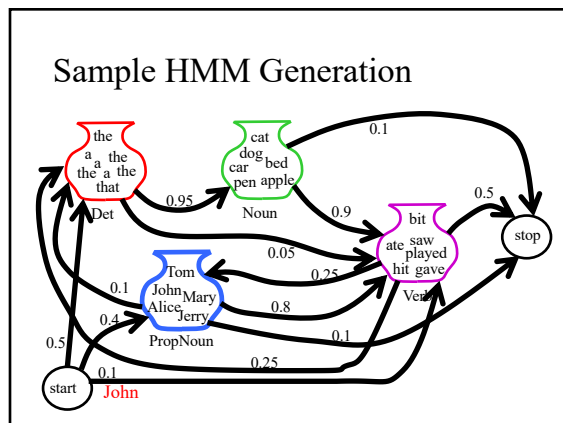 Sample HMM Generation
the
a a the
the a the
that
Det
cat
dog
car bed
pen apple
Noun
0.95
0.9
0.1
0.5
bit
ate saw
played
hit gave
Verb
stop
0.05
0.25
Tom
John Mary
Alice
Jerry
PropNoun
0.1
0.8
0.1
0.4
0.5
0.25
0.1
start
John